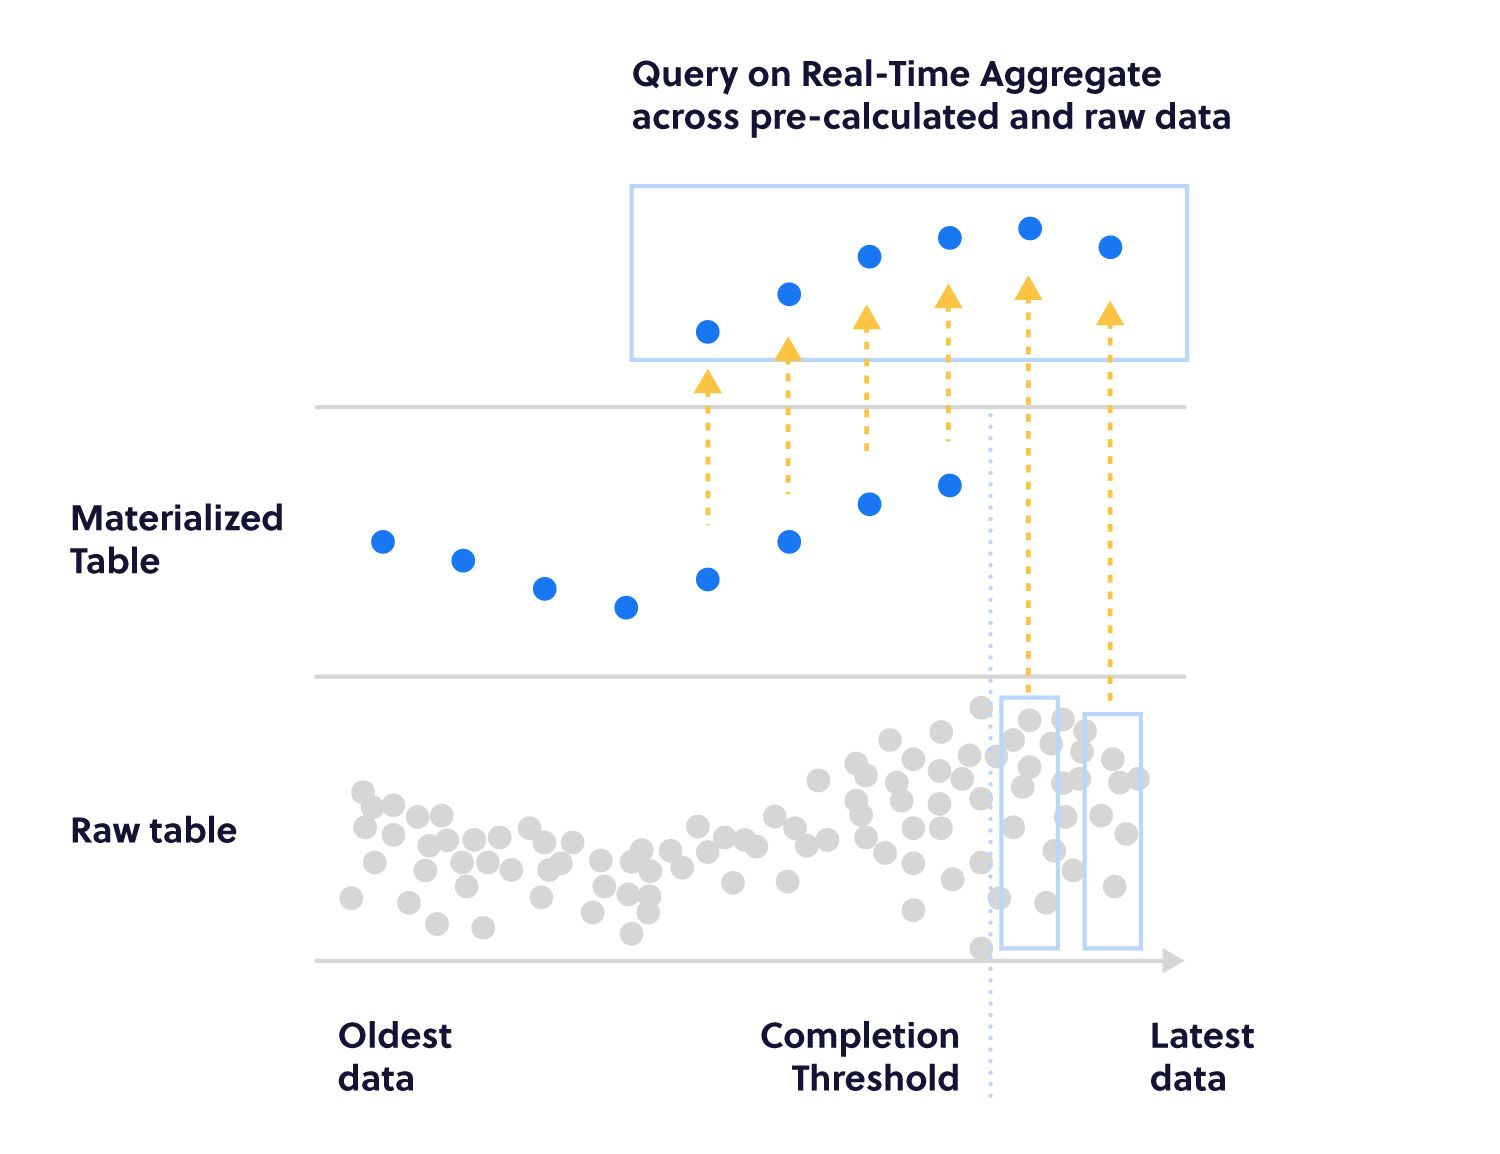 Query on Real-Time Aggregate
across pre-calculated and raw data
Materialized
Table
Raw table
Oldest
data
Completion
Threshold
Latest
data